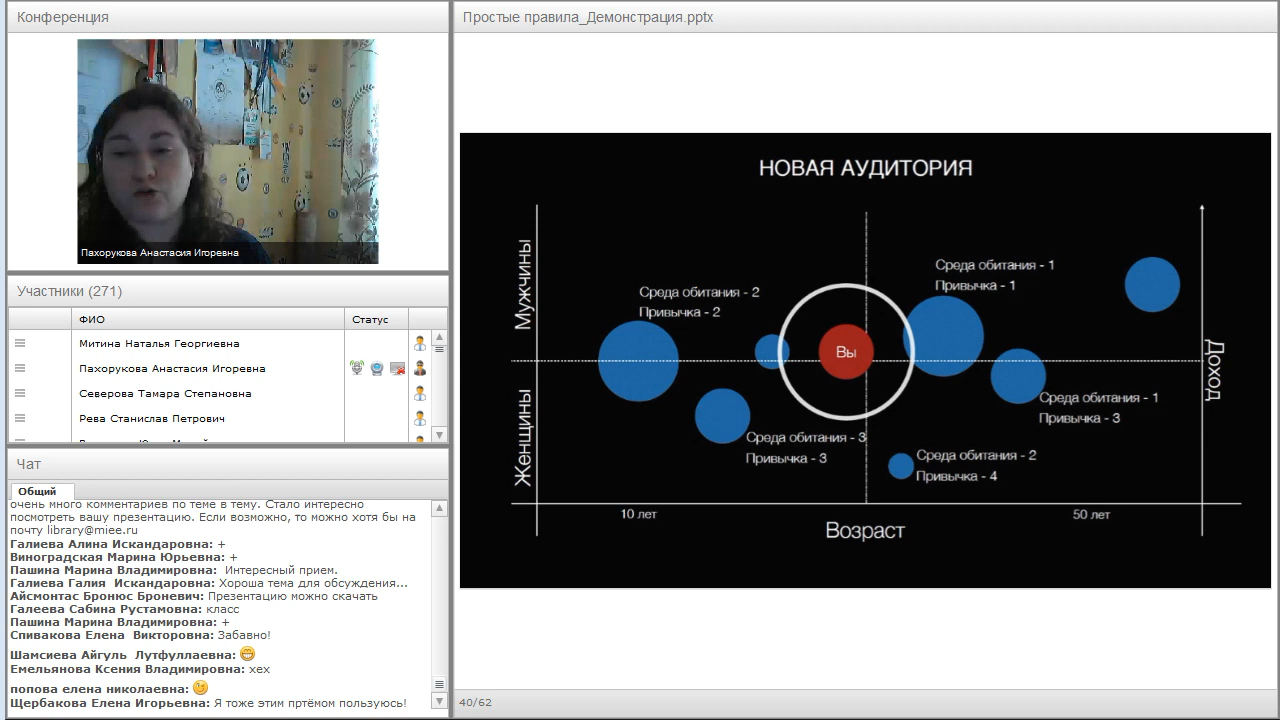 Конференция
Пахорукова Анастасия Игоревна
Участники (271)
ФИО
Статус
Митина Наталья Георгиевна
Пахорукова Анастасия Игоревна
Северова Тамара Степановна
Рева Станислав Петрович
Чат
Общий
очень много комментариев по теме в тему. Стало интересно
посмотреть вашу презентацию. Если возможно, то можно хотя бы на
почту library@miee.ru
Галиева Алина Искандаровна: +
Виноградская Марина Юрьевна: +
Пашина Марина Владимировна: Интересный прием.
Галиева Галия Искандаровна: Хороша тема для обсуждения...
Айсмонтас Бронюс Броневич: Презентацию можно скачать
Галеева Сабина Рустамовна: класс
Пашина Марина Владимировна: +
Спивакова Елена Викторовна: Забавно!
Шамсиева Айгуль Лутфуллаевна:
Емельянова Ксения Владимировна: хех
попова елена николаевна:
Щербакова Елена Игорьевна: Я тоже этим пртёмом пользуюсь!
Простые правила_Демонстрация.pptx
НОВАЯ АУДИТОРИЯ
Мужчины
Женщины
Среда обитания - 2
Привычка - 2
Среда обитания - 1
Привычка - 1
Вы
Среда обитания - 1
Привычка - 3
Среда обитания - 3
Привычка - 3
Среда обитания - 2
Привычка - 4
Доход
10 лет
50 лет
Возраст
40/62